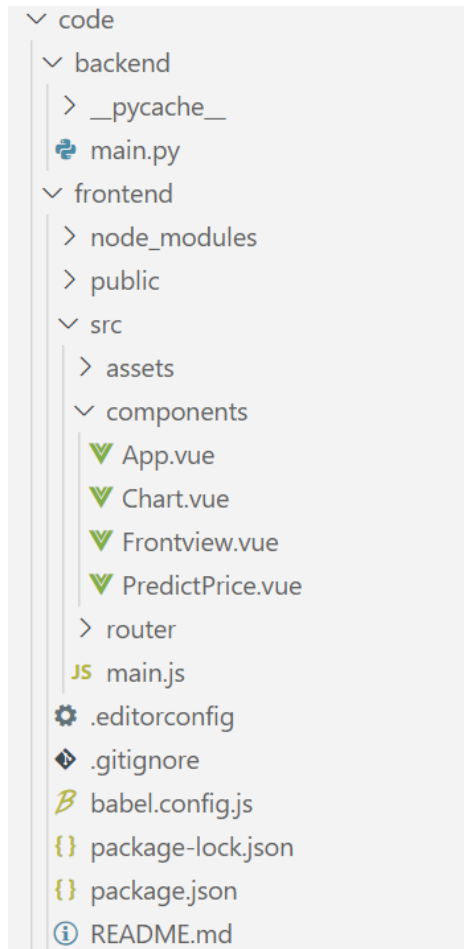 code
backend
__pycache__
main.py
frontend
node_modules
public
src
assets
components
App.vue
Chart.vue
Frontview.vue
PredictPrice.vue
router
JS main.js
.editorconfig
.gitignore
babel.config.js
{} package-lock.json
{} package.json
README.md